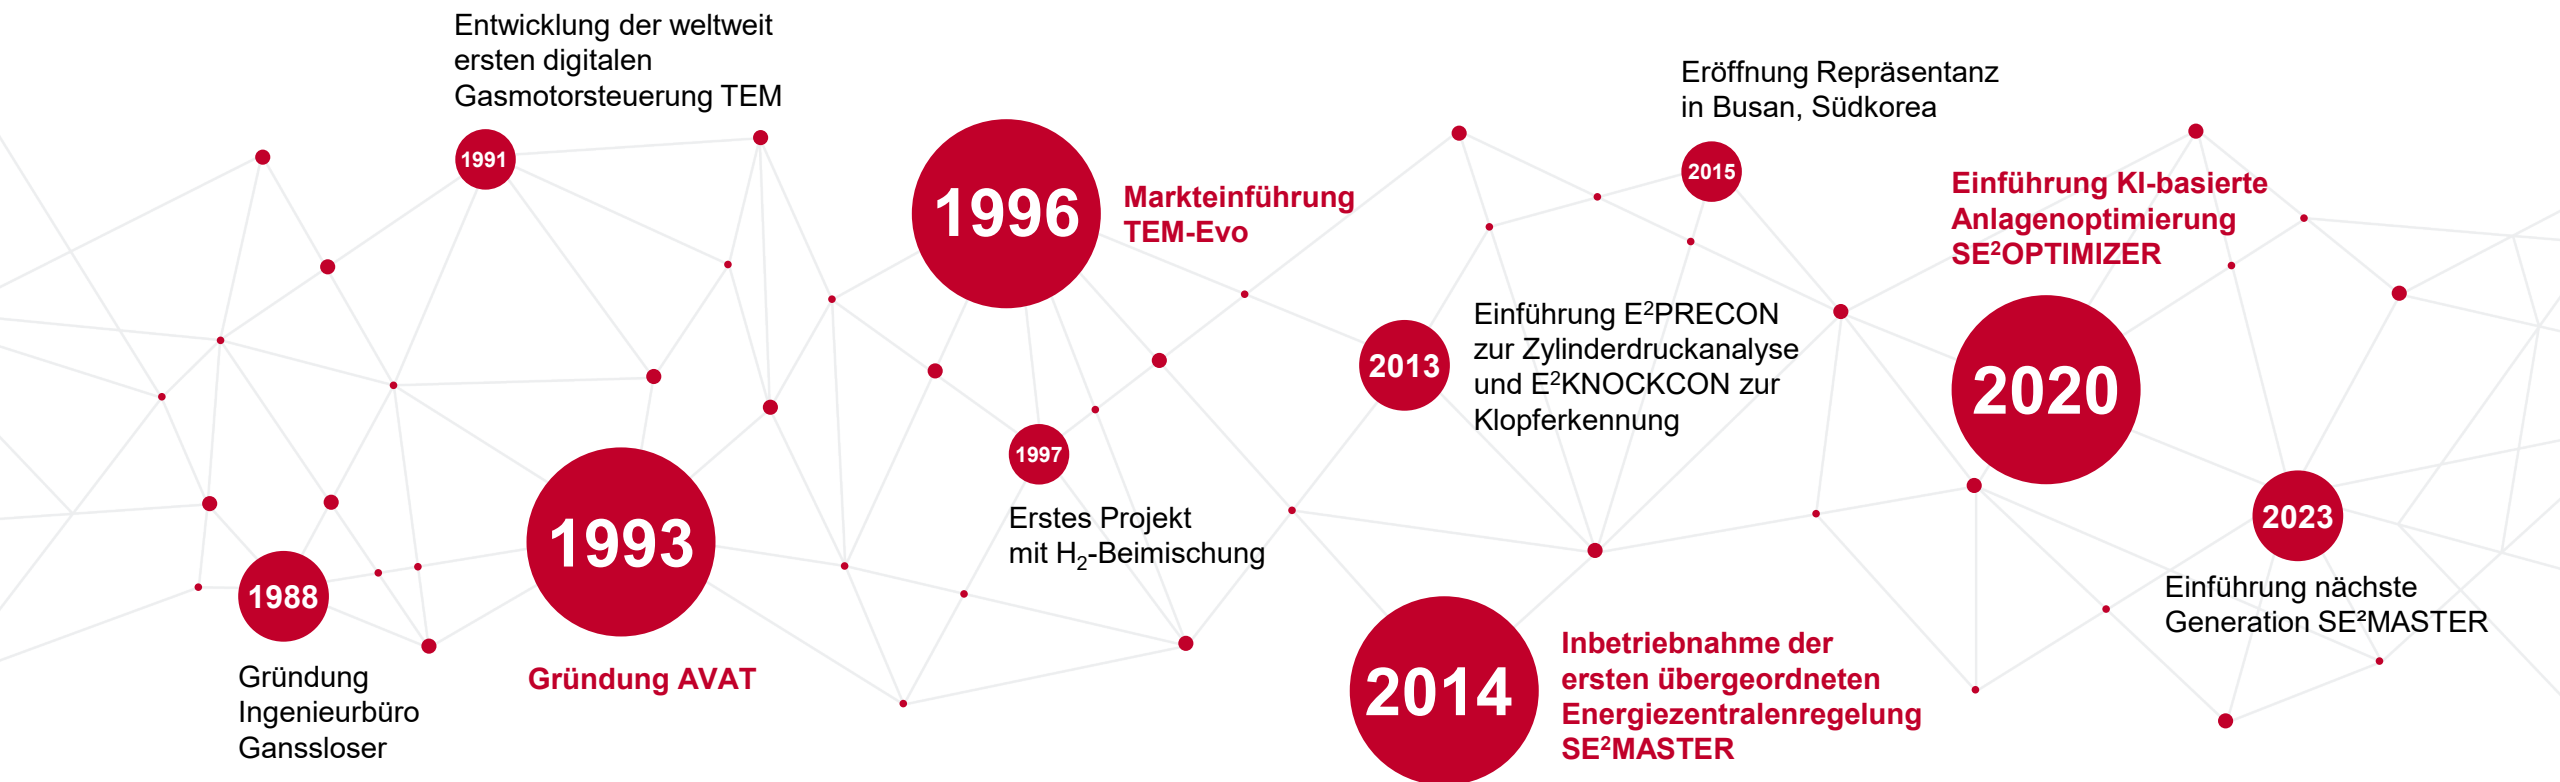 1988
Gründung
Ingenieurbüro
Ganssloser
1991
Entwicklung der weltweit
ersten digitalen
Gasmotorsteuerung TEM
1993
Gründung AVAT
1996
Markteinführung
TEM-Evo
1997
Erstes Projekt
mit H₂-Beimischung
2013
Einführung E²PRECON
zur Zylinderdruckanalyse
und E²KNOCKCON zur
Klopferkennung
2014
Inbetriebnahme der
ersten übergeordneten
Energiezentralenregelung
SE²MASTER
2015
Eröffnung Repräsentanz
in Busan, Südkorea
2020
Einführung KI-basierte
Anlagenoptimierung
SE²OPTIMIZER
2023
Einführung nächste
Generation SE²MASTER